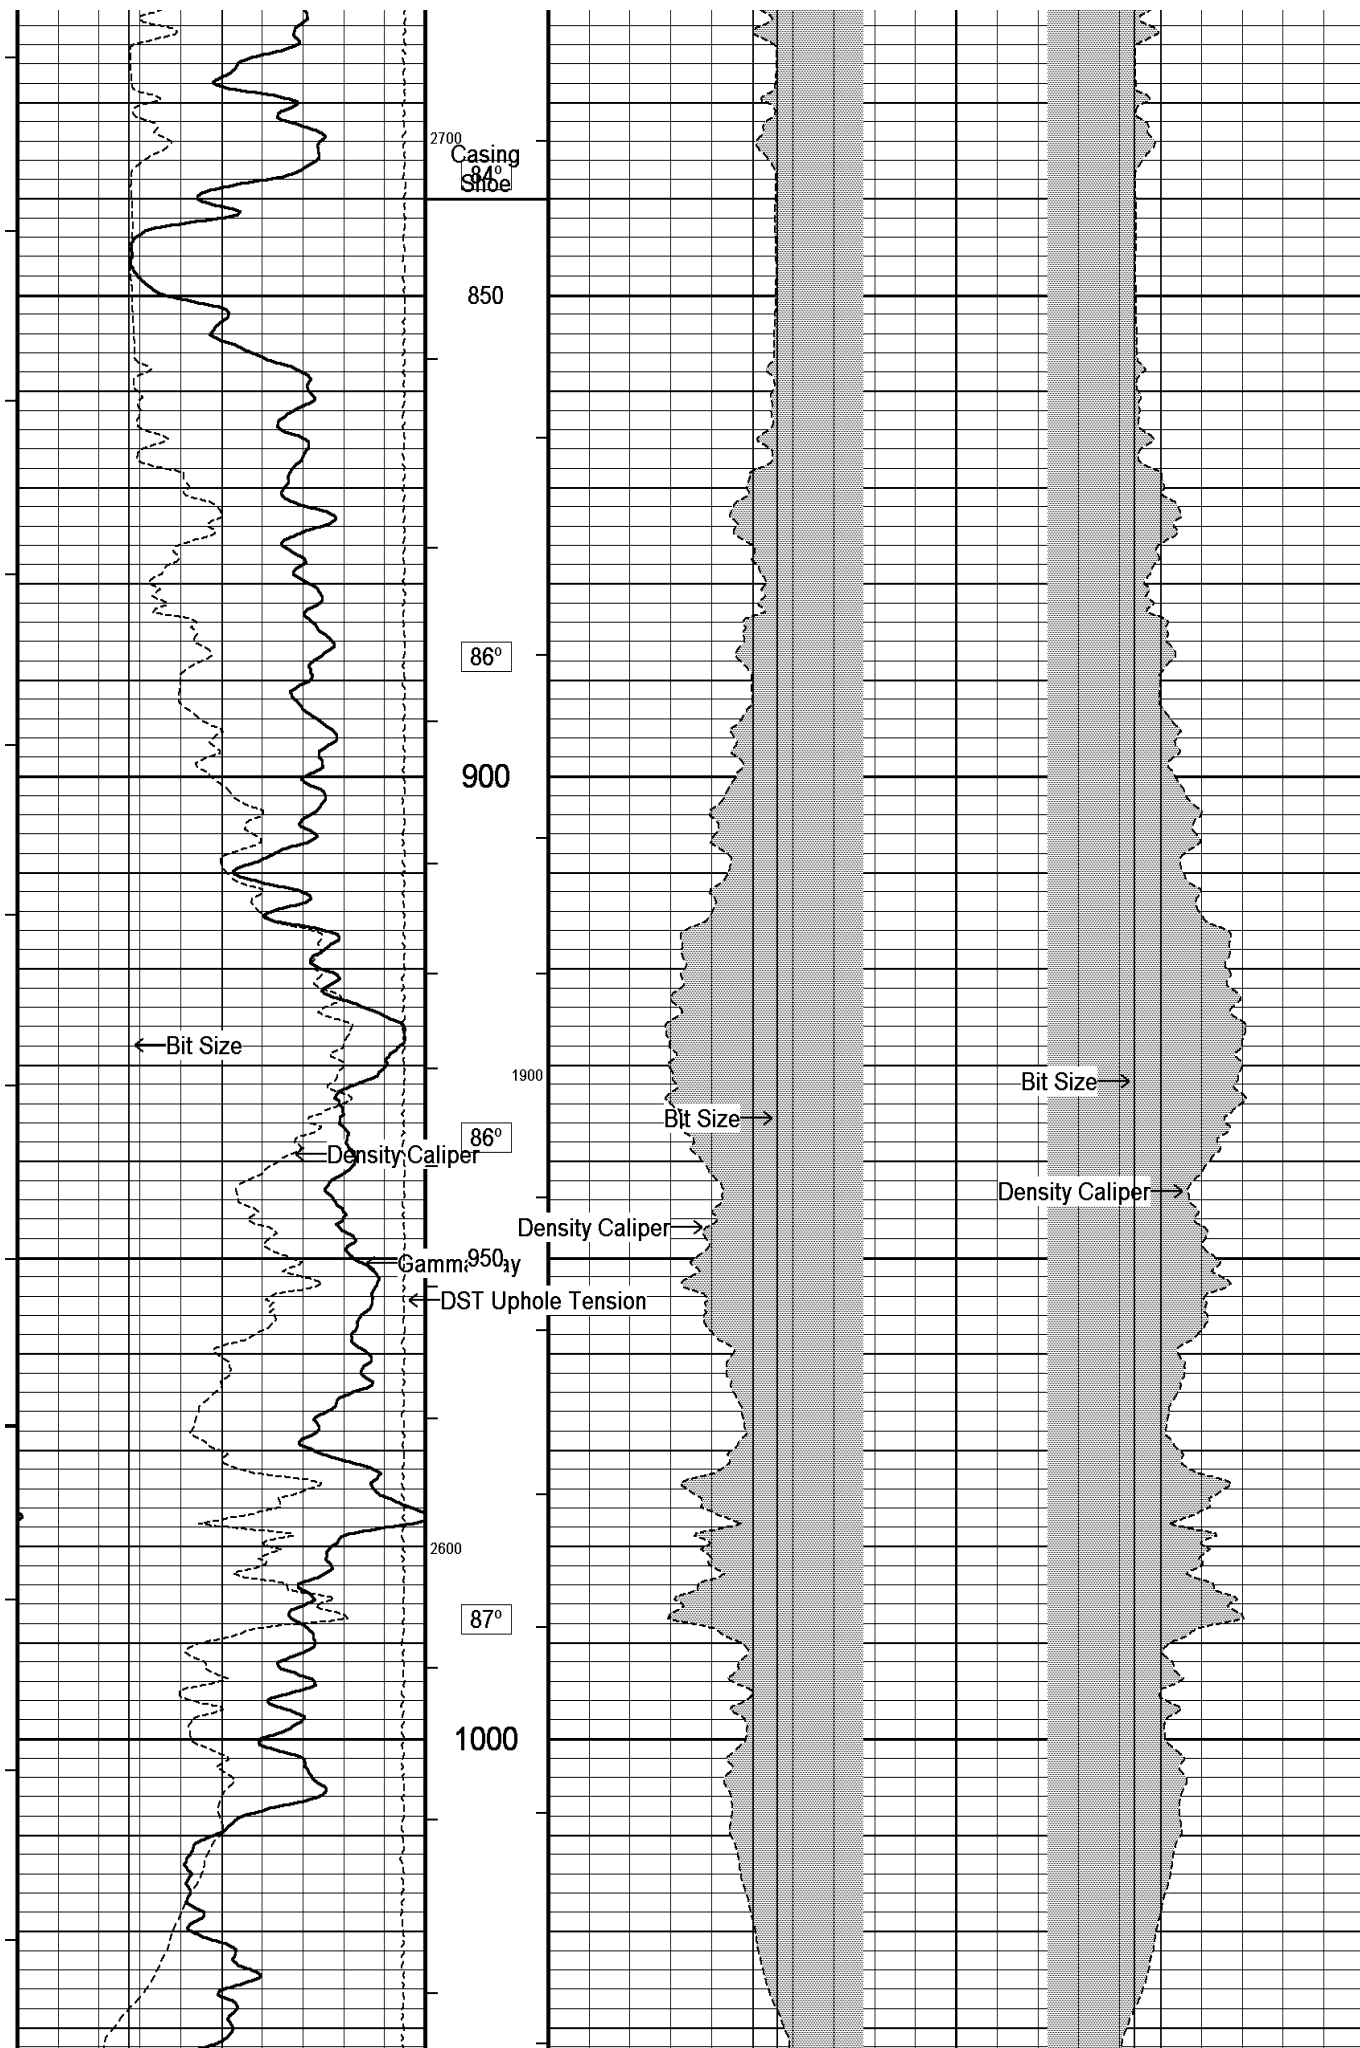 2700
Casing
84°
Shoe
850
86°
900
Bit Size
1900
Bit Size
Bit Size
86°
Density Caliper
Density Caliper
Density Caliper
950
DST Uphole Tension
2600
87°
1000